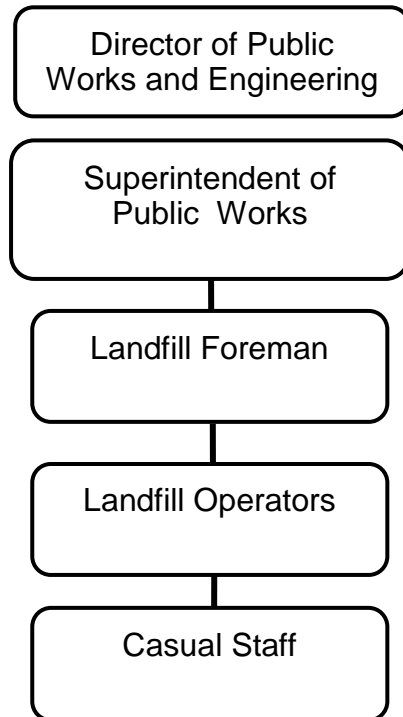 Director of Public
Works and Engineering
Superintendent of
Public Works
Landfill Foreman
Landfill Operators
Casual Staff